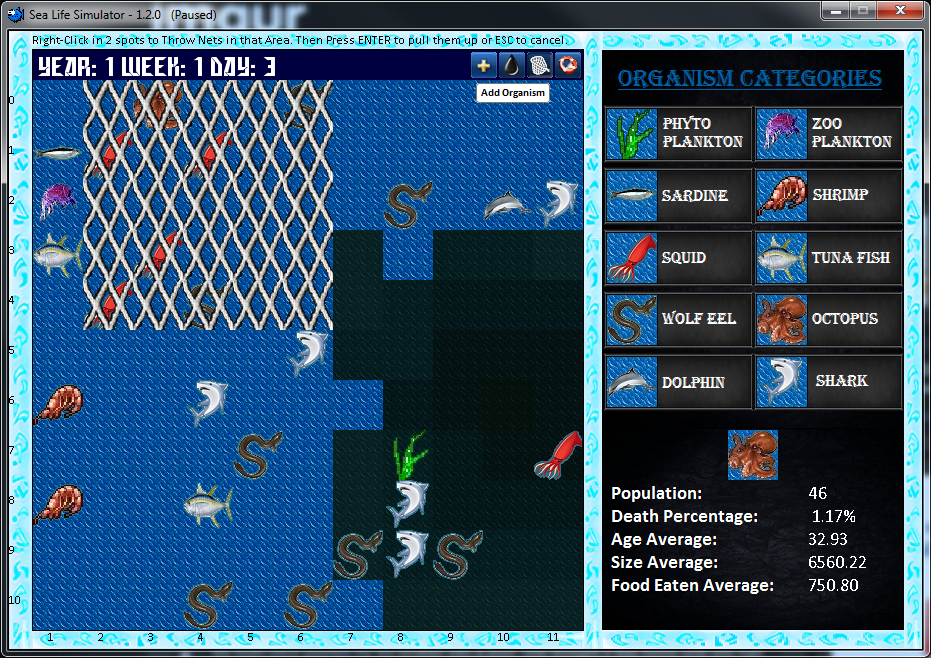 Sea Life Simulator - 1.2.0 (Paused)
Right-Click in 2 spots to Throw Nets in that Area. Then Press ENTER to pull them up or ESC to cancel
YEAR: 1 WEEK: 1 DAY: 3
Add Organism
0
1
2
3
4
5
6
7
8
9
10
1 2 3 4 5 6 7 8 9 10 11
ORGANISM CATEGORIES
PHYTO
PLANKTON
ZOO
PLANKTON
SARDINE
SHRIMP
SQUID
TUNA FISH
WOLF EEL
OCTOPUS
DOLPHIN
SHARK
Population: 46
Death Percentage: 1.17%
Age Average: 32.93
Size Average: 6560.22
Food Eaten Average: 750.80